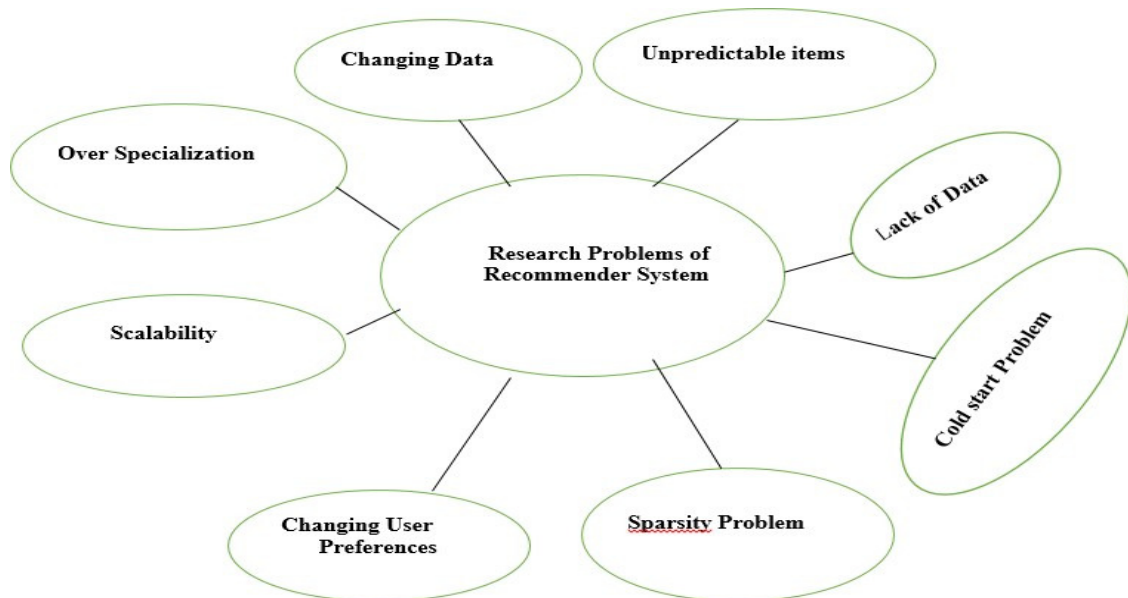 Changing Data
Unpredictable items
Over Specialization
Lack of Data
Research Problems of
Recommender System
Scalability
Cold start Problem
Changing User
Preferences
Sparsity Problem